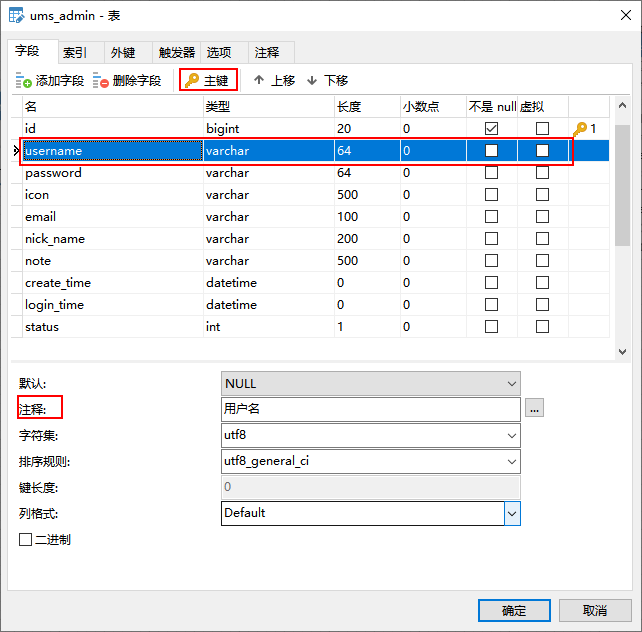 ums_admin - 表
字段 索引 外键 触发器 选项 注释
添加字段 删除字段 主键 上移 下移
名 类型 长度 小数点 不是 null 虚拟
id bigint 20 0 1
username varchar 64 0
password varchar 64 0
icon varchar 500 0
email varchar 100 0
nick_name varchar 200 0
note varchar 500 0
create_time datetime 0 0
login_time datetime 0 0
status int 1 0
默认: NULL
注释: 用户名 ...
字符集: utf8
排序规则: utf8_general_ci
键长度: 0
列格式: Default
二进制
确定 取消